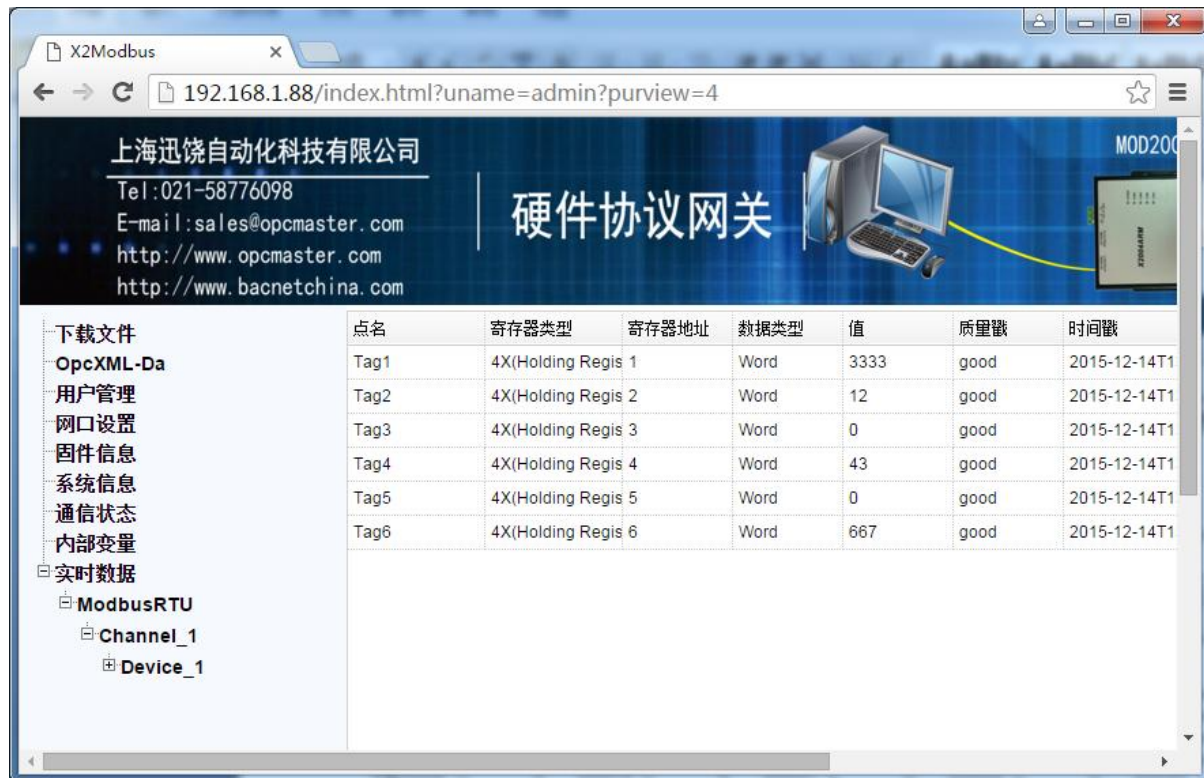 X2Modbus
192.168.1.88/index.html?uname=admin?purview=4
上海迅饶自动化科技有限公司
Tel:021-58776098
E-mail:sales@opcmaster.com
http://www.opcmaster.com
http://www.bacnetchina.com
硬件协议网关
MOD200
X2004ARM
下载文件
OpcXML-Da
用户管理
网口设置
固件信息
系统信息
通信状态
内部变量
实时数据
ModbusRTU
Channel_1
Device_1
点名 寄存器类型 寄存器地址 数据类型 值 质量戳 时间戳
Tag1 4X(Holding Regis 1 Word 3333 good 2015-12-14T1
Tag2 4X(Holding Regis 2 Word 12 good 2015-12-14T1
Tag3 4X(Holding Regis 3 Word 0 good 2015-12-14T1
Tag4 4X(Holding Regis 4 Word 43 good 2015-12-14T1
Tag5 4X(Holding Regis 5 Word 0 good 2015-12-14T1
Tag6 4X(Holding Regis 6 Word 667 good 2015-12-14T1